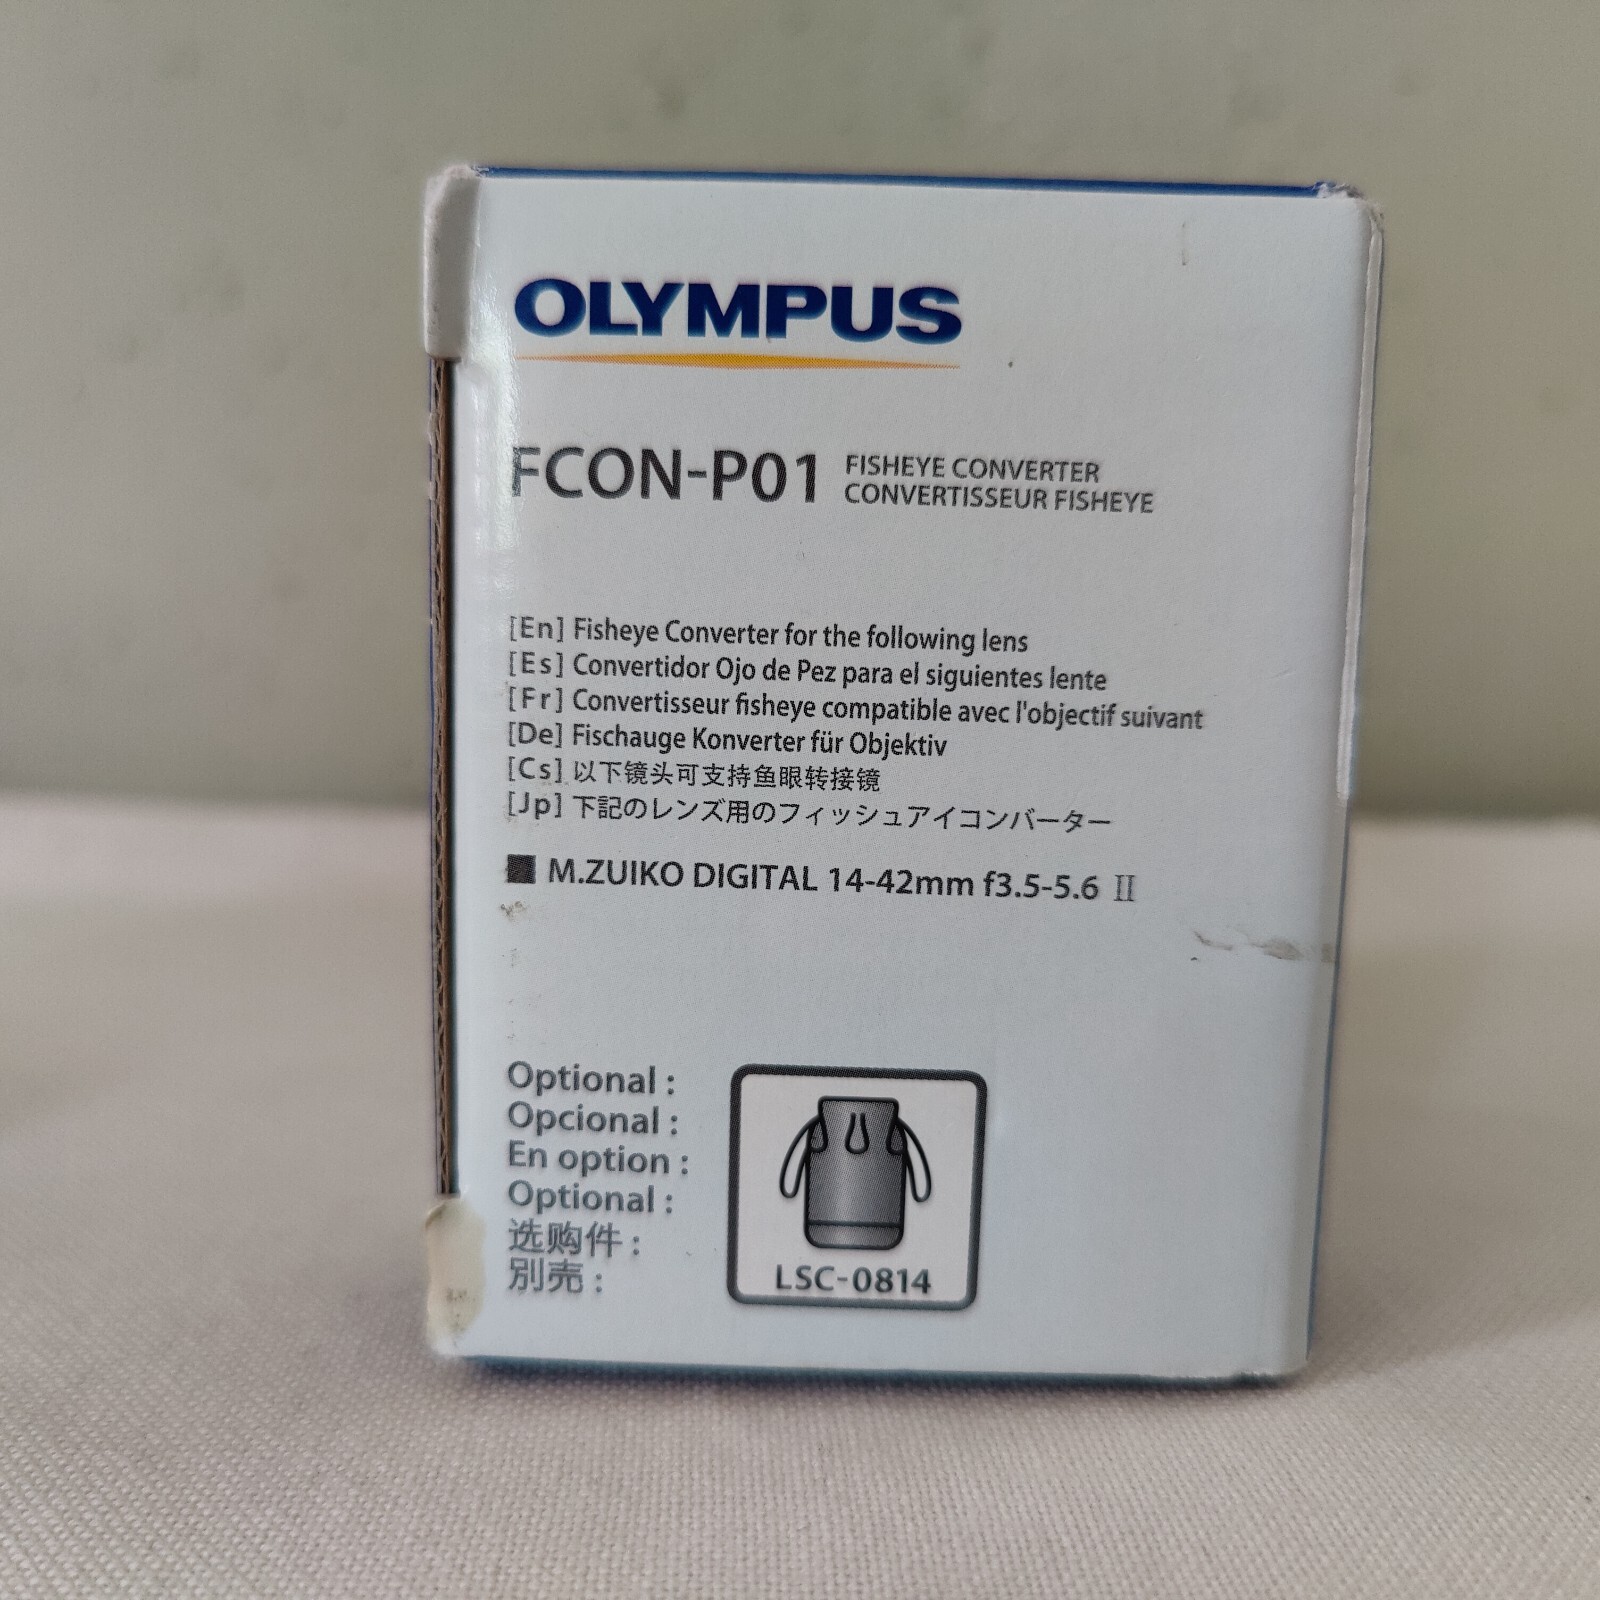 OLYMPUS
FCON-P01
FISHEYE CONVERTER
CONVERTISSEUR FISHEYE
[En] Fisheye Converter for the following lens
[Es] Convertidor Ojo de Pez para el siguientes lente
[Fr] Convertisseur fisheye compatible avec l'objectif suivant
[De] Fischauge Konverter für Objektiv
[Cs] 以下镜头可支持鱼眼转接镜
[Jp] 下記のレンズ用のフィッシュアイコンバーター
■ M.ZUIKO DIGITAL 14-42mm f3.5-5.6 II
Optional :
Opcional :
En option :
Optional :
选购件 :
別売 :
LSC-0814